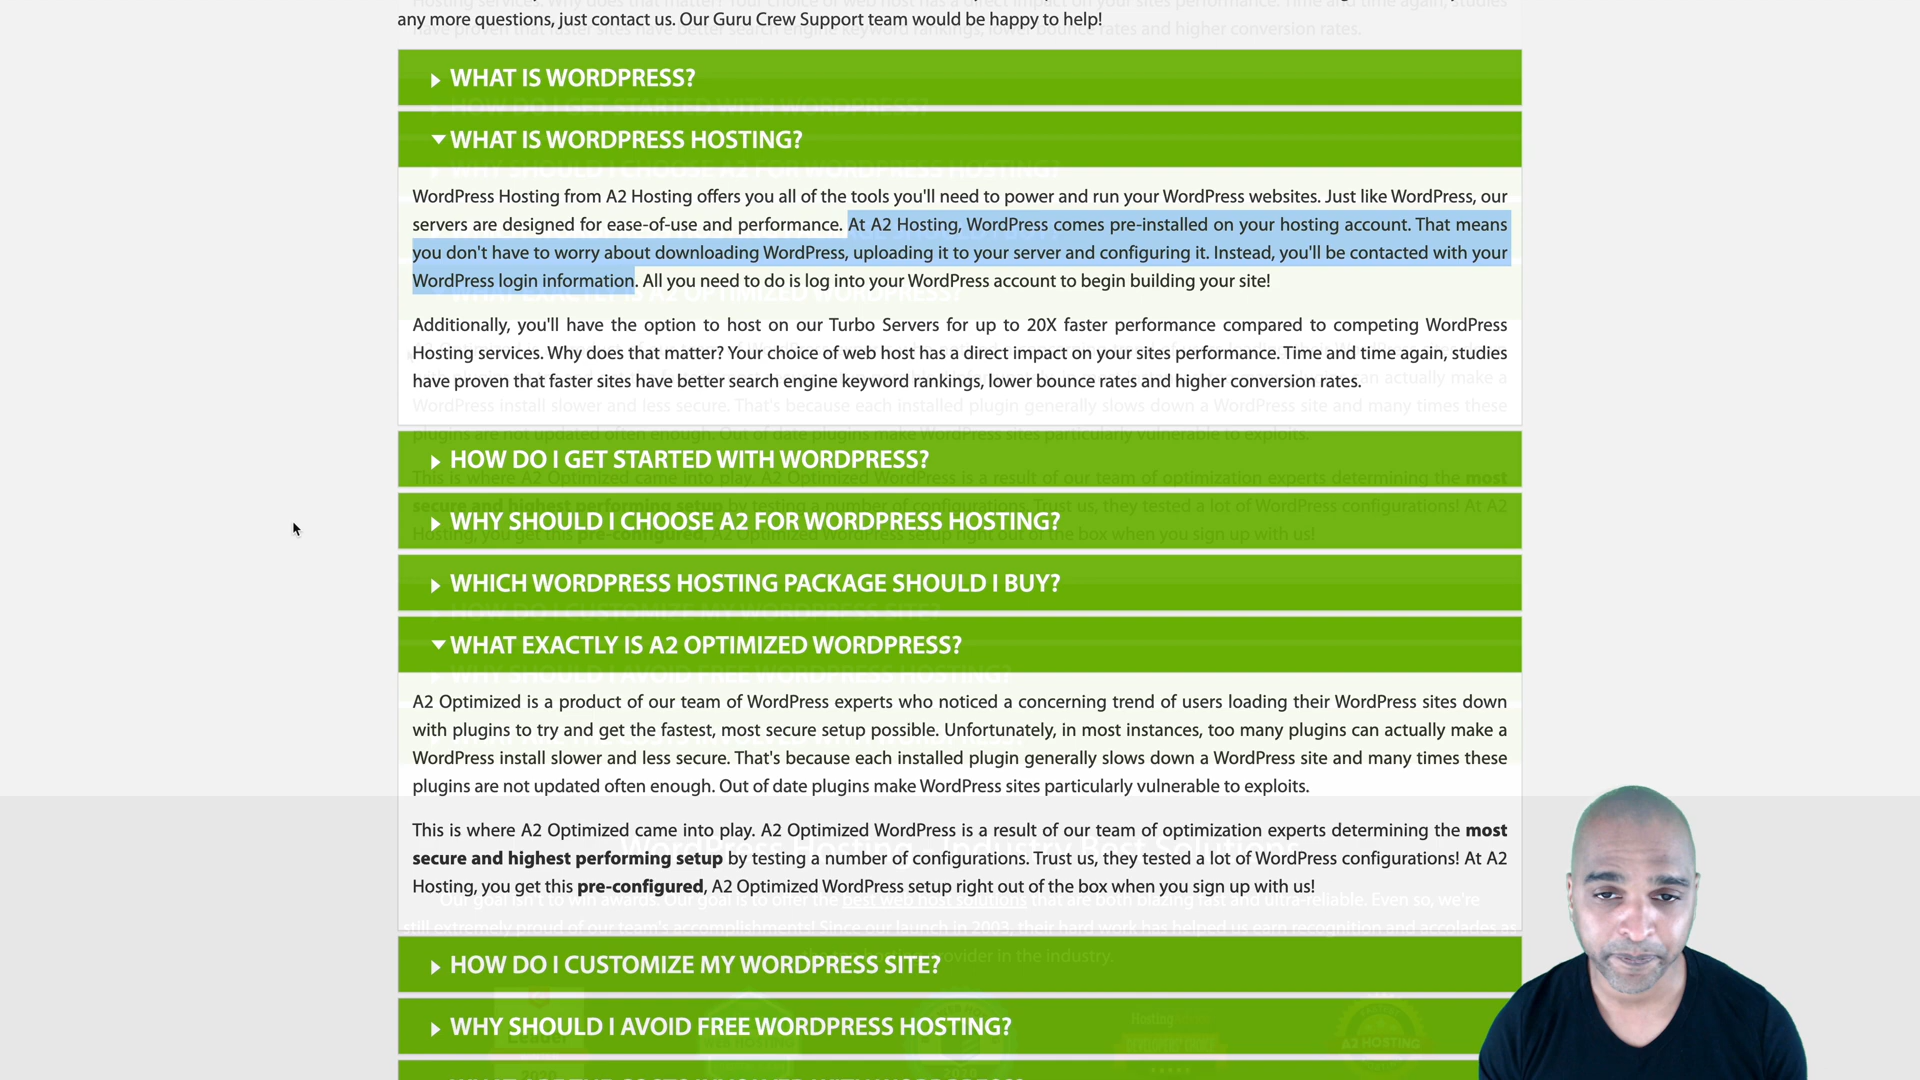 any more questions, just contact us. Our Guru Crew Support team would be happy to help!
WHAT IS WORDPRESS?
WHAT IS WORDPRESS HOSTING?
WordPress Hosting from A2 Hosting offers you all of the tools you'll need to power and run your WordPress websites. Just like WordPress, our
servers are designed for ease-of-use and performance. At A2 Hosting, WordPress comes pre-installed on your hosting account. That means
you don't have to worry about downloading WordPress, uploading it to your server and configuring it. Instead, you'll be contacted with your
WordPress login information. All you need to do is log into your WordPress account to begin building your site!
Additionally, you'll have the option to host on our Turbo Servers for up to 20X faster performance compared to competing WordPress
Hosting services. Why does that matter? Your choice of web host has a direct impact on your sites performance. Time and time again, studies
have proven that faster sites have better search engine keyword rankings, lower bounce rates and higher conversion rates.
HOW DO I GET STARTED WITH WORDPRESS?
WHY SHOULD I CHOOSE A2 FOR WORDPRESS HOSTING?
WHICH WORDPRESS HOSTING PACKAGE SHOULD I BUY?
WHAT EXACTLY IS A2 OPTIMIZED WORDPRESS?
A2 Optimized is a product of our team of WordPress experts who noticed a concerning trend of users loading their WordPress sites down
with plugins to try and get the fastest, most secure setup possible. Unfortunately, in most instances, too many plugins can actually make a
WordPress install slower and less secure. That's because each installed plugin generally slows down a WordPress site and many times these
plugins are not updated often enough. Out of date plugins make WordPress sites particularly vulnerable to exploits.
This is where A2 Optimized came into play. A2 Optimized WordPress is a result of our team of optimization experts determining the most
secure and highest performing setup by testing a number of configurations. Trust us, they tested a lot of WordPress configurations! At A2
Hosting, you get this pre-configured, A2 Optimized WordPress setup right out of the box when you sign up with us!
HOW DO I CUSTOMIZE MY WORDPRESS SITE?
WHY SHOULD I AVOID FREE WORDPRESS HOSTING?